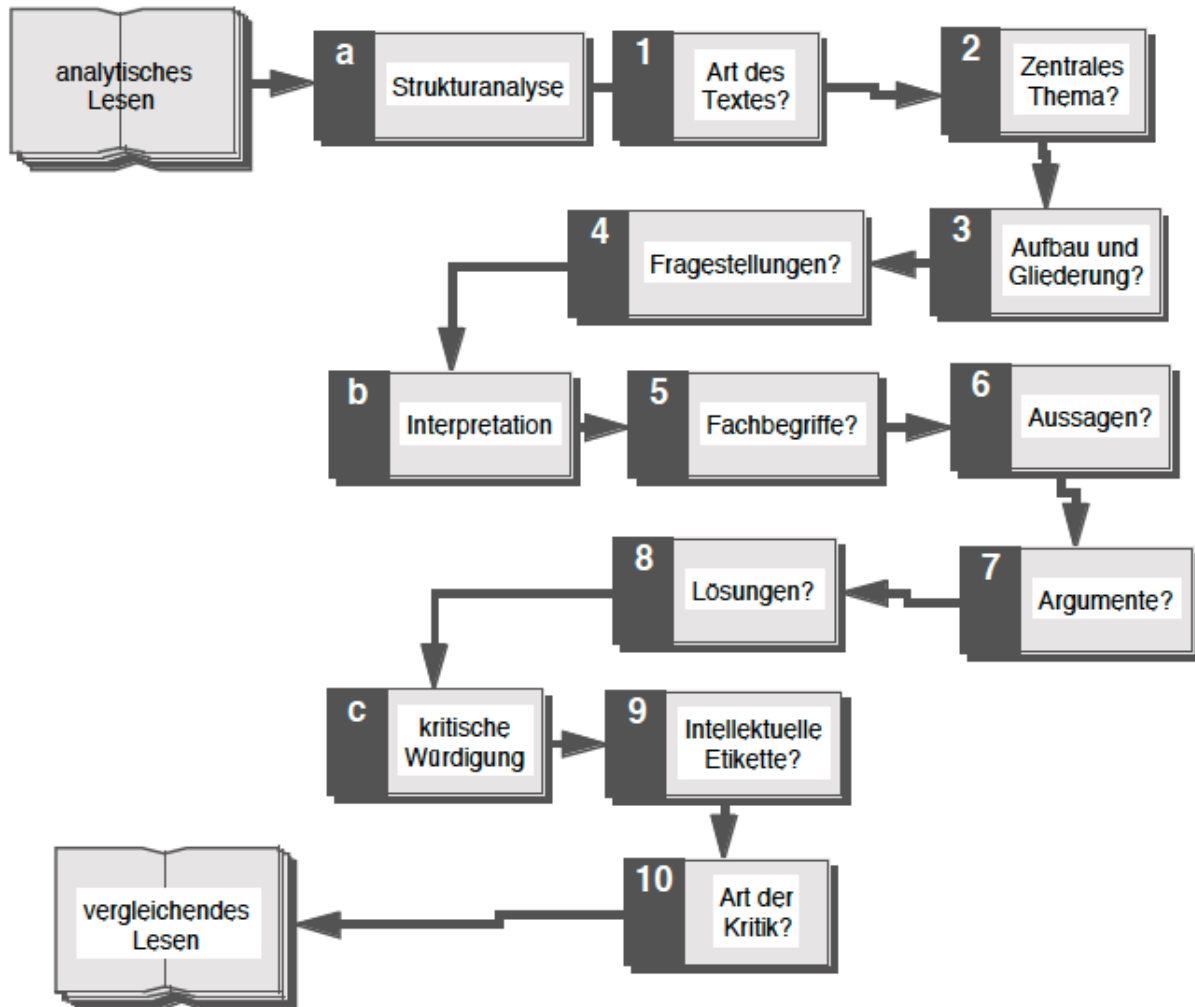 analytisches
Lesen
a
Strukturanalyse
1
Art des
Textes?
2
Zentrales
Thema?
3
Aufbau und
Gliederung?
4
Fragestellungen?
b
Interpretation
5
Fachbegriffe?
6
Aussagen?
7
Argumente?
8
Lösungen?
c
kritische
Würdigung
9
Intellektuelle
Etikette?
10
Art der
Kritik?
vergleichendes
Lesen